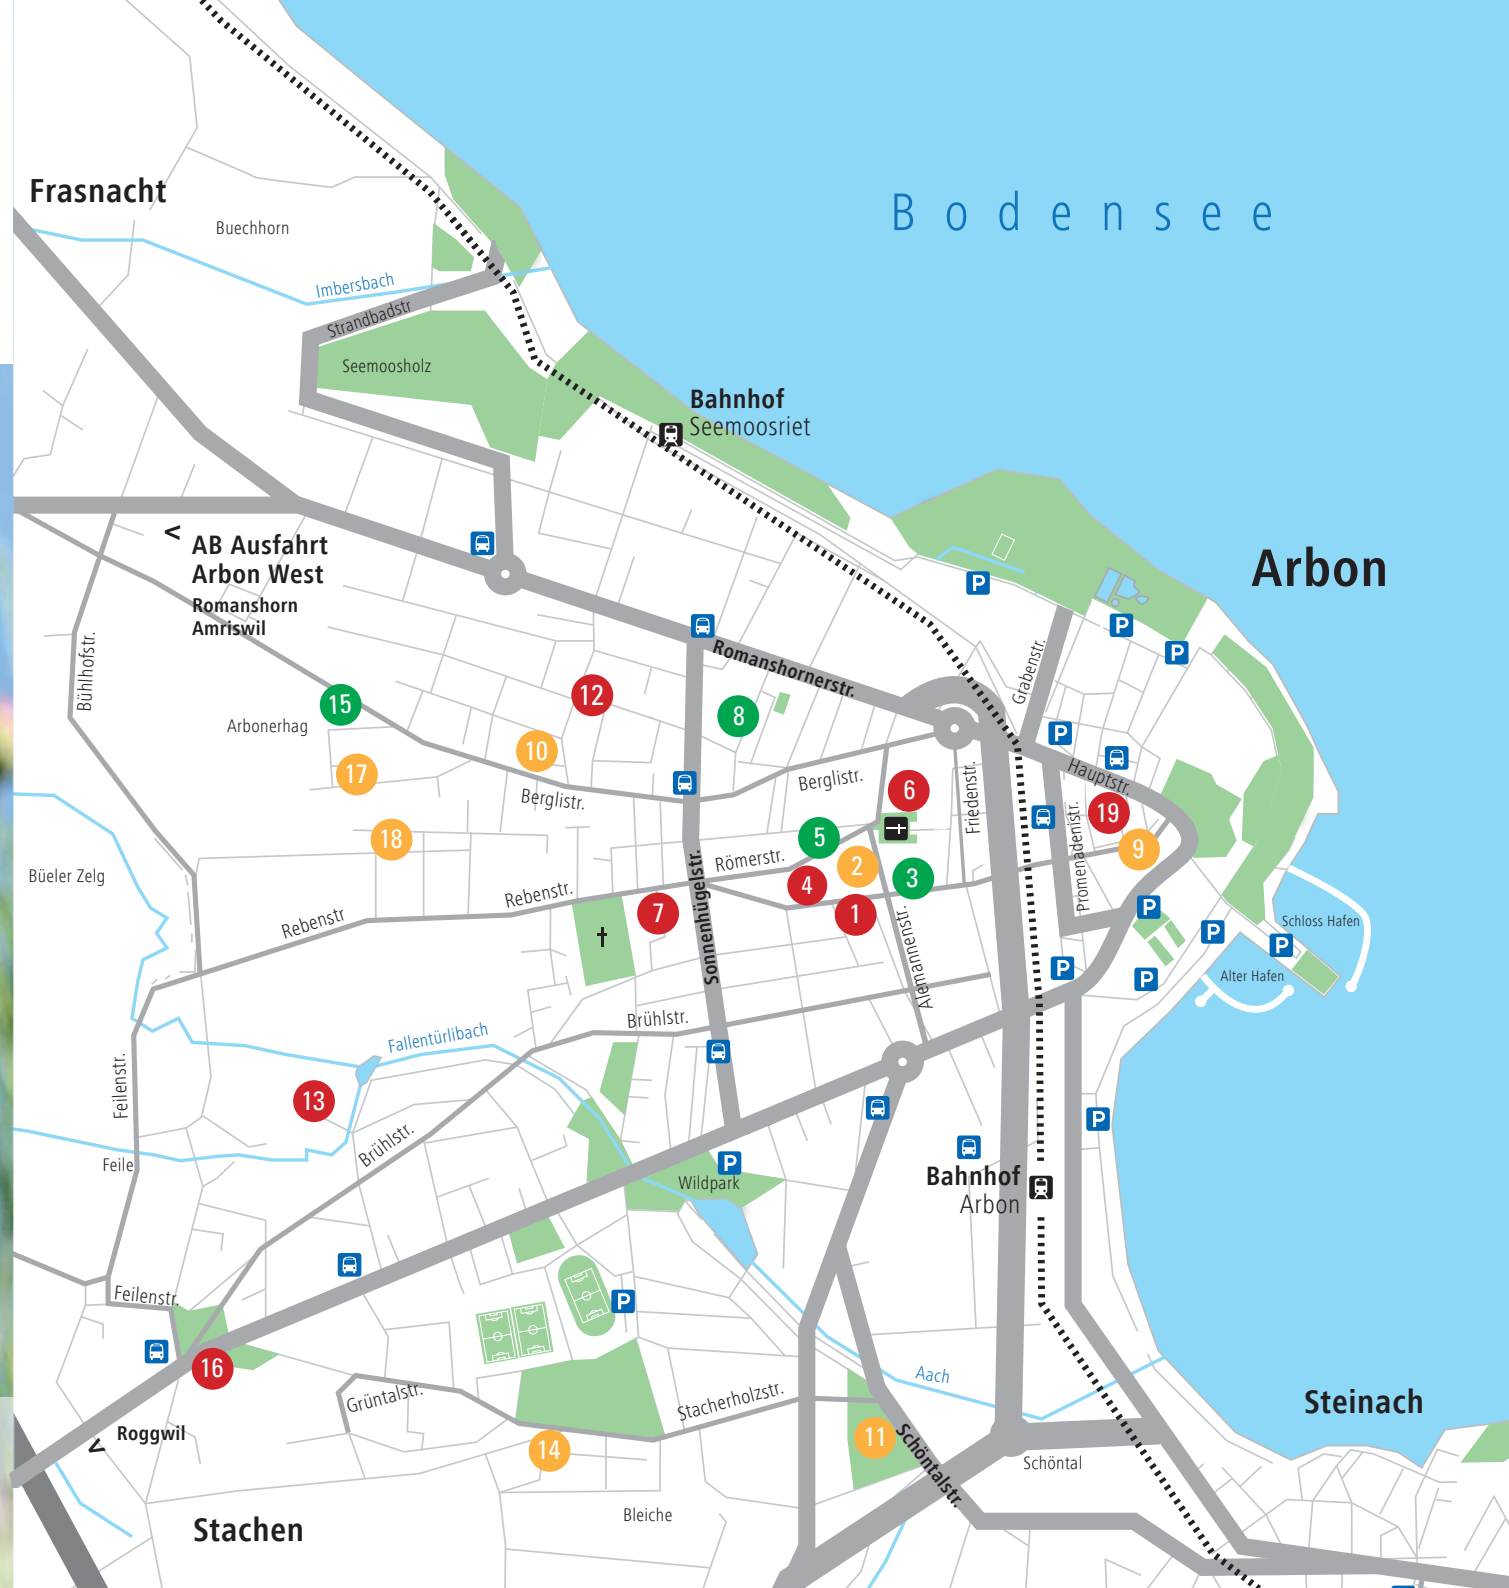 Frasnacht
Buechhorn
Bodensee
Imbersbach
Strandbadstr
Seemoosholz
Bahnhof
Seemoosriet
< AB Ausfahrt
Arbon West
Romanshorn
Amriswil
Arbon
P
P
P
Bühlhofstr.
Romanshornerstr.
Grabenstr.
15
12
8
Arbonerhag
10
17
P
Hauptstr.
Berglistr.
Berglistr.
6
Friedenstr.
19
Promenadenstr.
18
5
2
9
Büeler Zelg
Römerstr.
4
3
Rebenstr.
Rebenstr
7
1
Sonnenhügelstr.
Alemannenstr.
P
P
P
Schloss Hafen
P
P
Alter Hafen
Brühlstr.
Fallentürlibach
Feilenstr.
13
P
Brühlstr.
Feile
P
Wildpark
Bahnhof
Arbon
Feilenstr.
P
16
Grüntalstr.
Stacherholzstr.
Aach
Steinach
< Roggwil
14
11
Schöntalstr.
Schöntal
Stachen
Bleiche